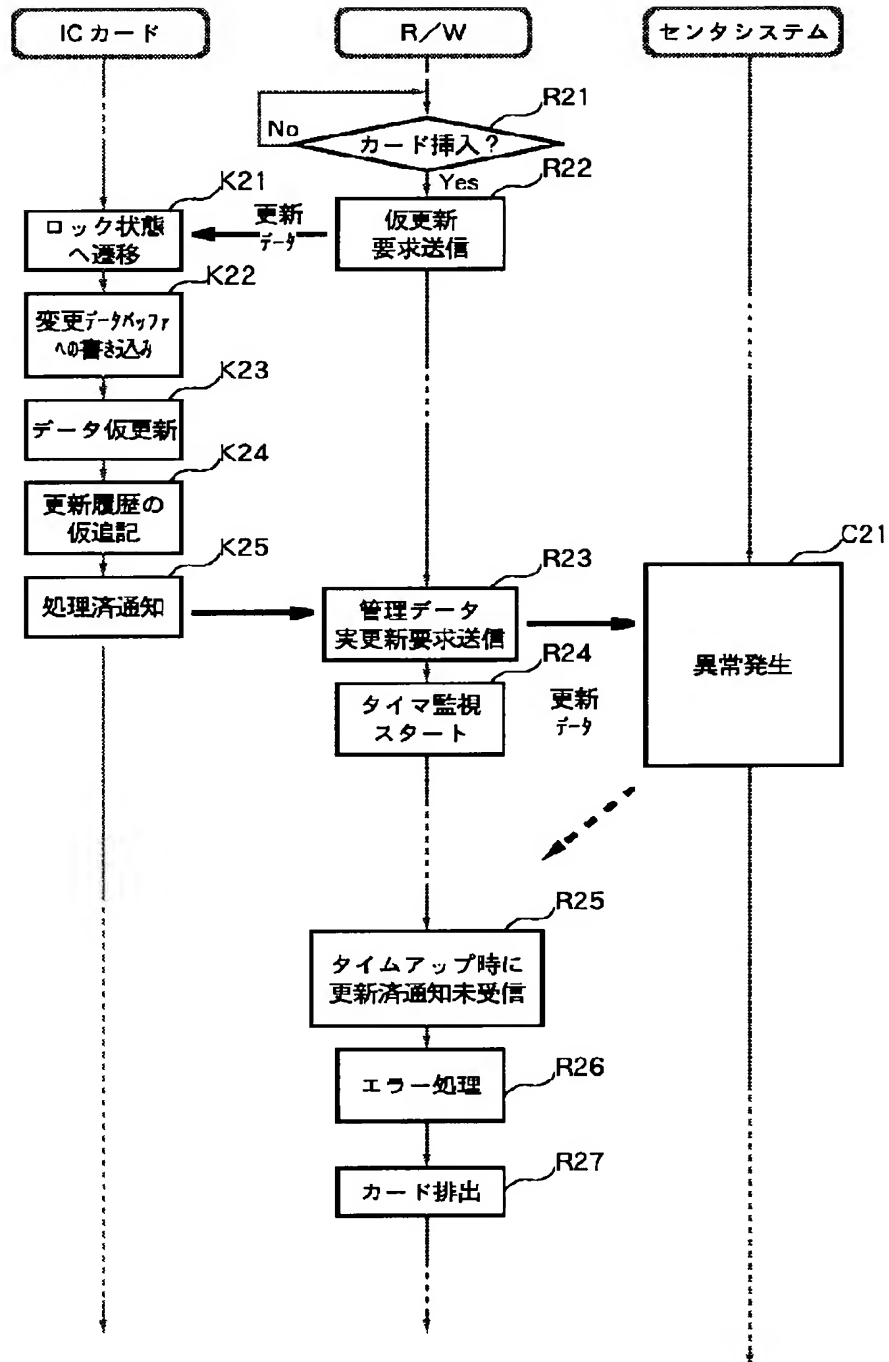 ICカード
R/W
センタシステム
R21
No
カード挿入?
Yes
R22
K21
ロック状態
へ遷移
更新
データ
仮更新
要求送信
K22
変更データバッファ
への書き込み
K23
データ仮更新
K24
更新履歴の
仮追記
K25
処理済通知
R23
管理データ
実更新要求送信
C21
異常発生
R24
タイマ監視
スタート
更新
データ
R25
タイムアップ時に
更新済通知未受信
R26
エラー処理
R27
カード排出